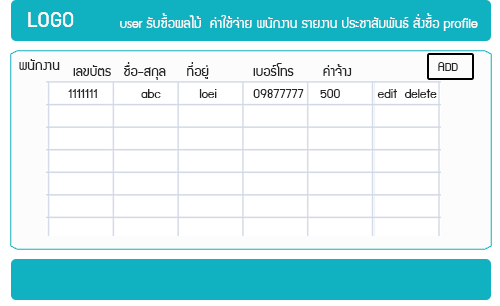 LOGO user รับซื้อผลไม้ ค่าใช้จ่าย พนักงาน รายงาน ประชาสัมพันธ์ สั่งซื้อ profile
พนักงาน ADD
เลขบัตร ชื่อ-สกุล ที่อยู่ เบอร์โทร ค่าจ้าง
1111111 abc loei 09877777 500 edit delete